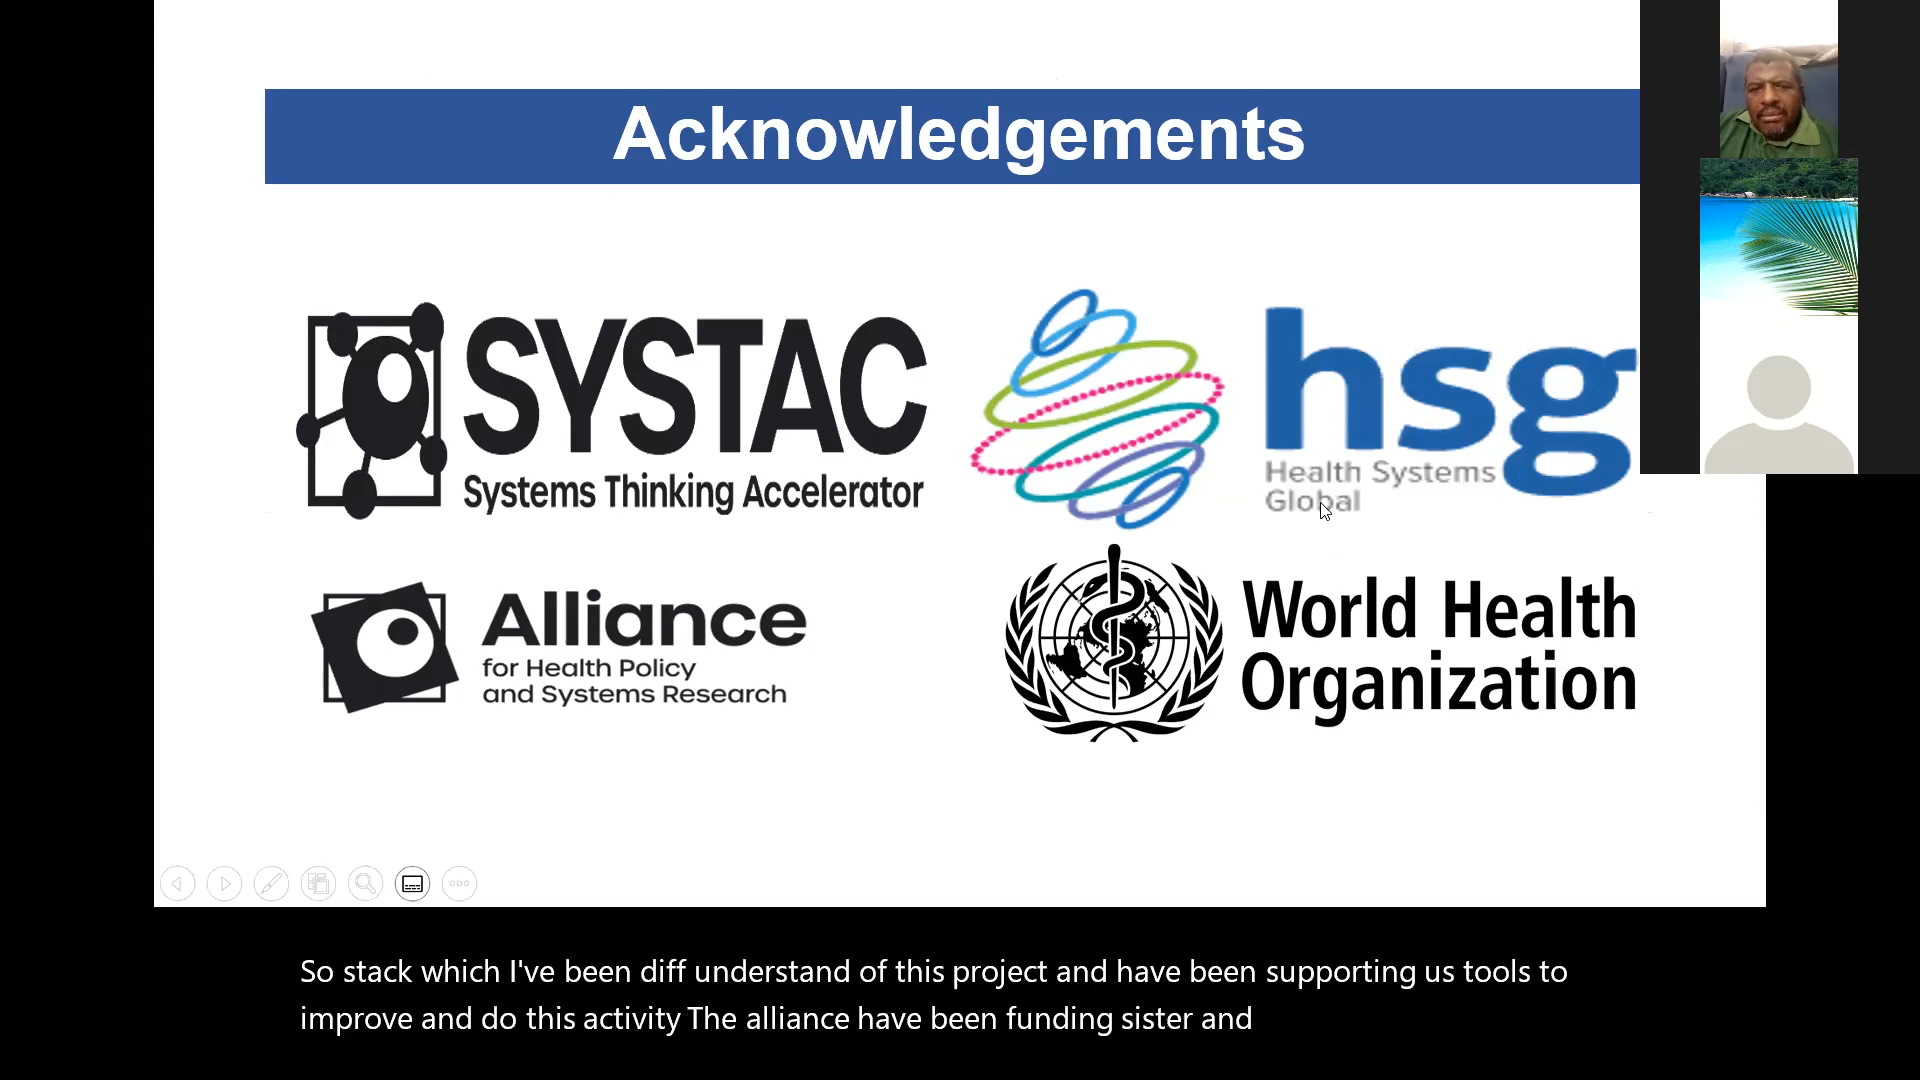 Acknowledgements
SYSTAC
Systems Thinking Accelerator
hsg
Health Systems
Global
Alliance
for Health Policy
and Systems Research
World Health
Organization
So stack which I've been diff understand of this project and have been supporting us tools to
improve and do this activity The alliance have been funding sister and